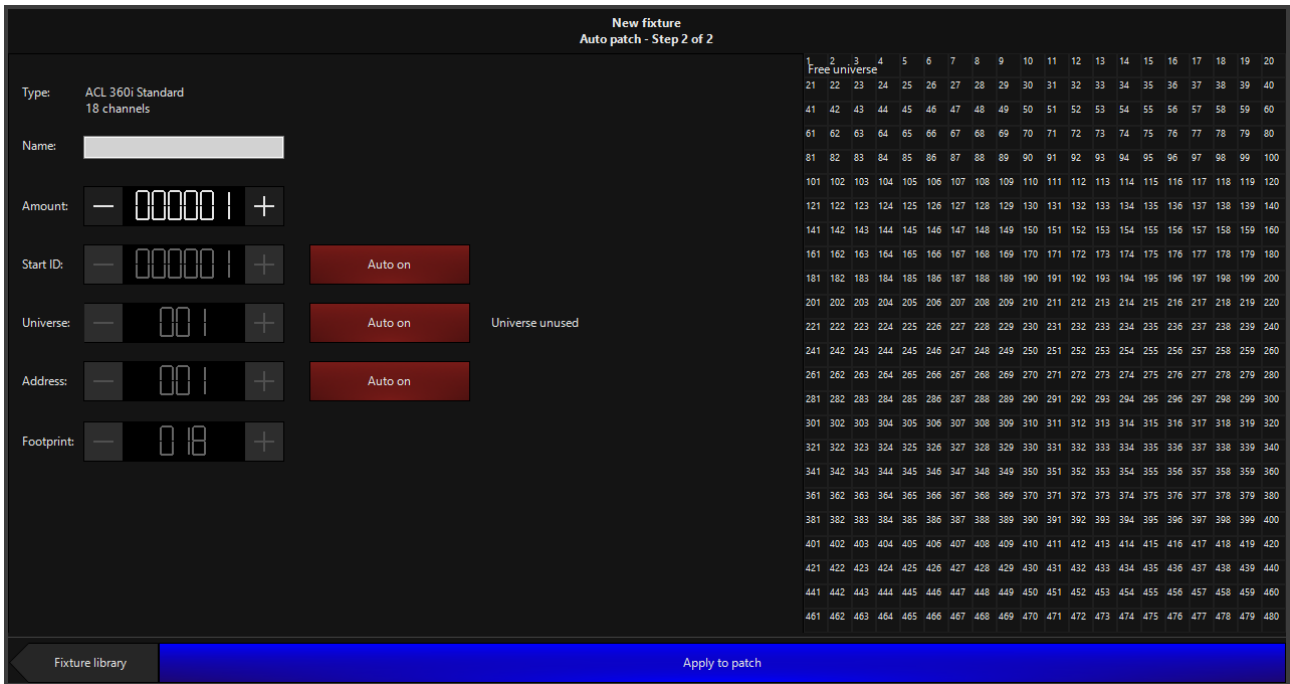 New fixture
Auto patch - Step 2 of 2
Type: ACL 360i Standard
18 channels
Name:
Amount: 000001
Start ID: 000001 Auto on
Universe: 001 Auto on Universe unused
Address: 001 Auto on
Footprint: 018
1 2 3 4 5 6 7 8 9 10 11 12 13 14 15 16 17 18 19 20
Free universe
21 22 23 24 25 26 27 28 29 30 31 32 33 34 35 36 37 38 39 40
41 42 43 44 45 46 47 48 49 50 51 52 53 54 55 56 57 58 59 60
61 62 63 64 65 66 67 68 69 70 71 72 73 74 75 76 77 78 79 80
81 82 83 84 85 86 87 88 89 90 91 92 93 94 95 96 97 98 99 100
101 102 103 104 105 106 107 108 109 110 111 112 113 114 115 116 117 118 119 120
121 122 123 124 125 126 127 128 129 130 131 132 133 134 135 136 137 138 139 140
141 142 143 144 145 146 147 148 149 150 151 152 153 154 155 156 157 158 159 160
161 162 163 164 165 166 167 168 169 170 171 172 173 174 175 176 177 178 179 180
181 182 183 184 185 186 187 188 189 190 191 192 193 194 195 196 197 198 199 200
201 202 203 204 205 206 207 208 209 210 211 212 213 214 215 216 217 218 219 220
221 222 223 224 225 226 227 228 229 230 231 232 233 234 235 236 237 238 239 240
241 242 243 244 245 246 247 248 249 250 251 252 253 254 255 256 257 258 259 260
261 262 263 264 265 266 267 268 269 270 271 272 273 274 275 276 277 278 279 280
281 282 283 284 285 286 287 288 289 290 291 292 293 294 295 296 297 298 299 300
301 302 303 304 305 306 307 308 309 310 311 312 313 314 315 316 317 318 319 320
321 322 323 324 325 326 327 328 329 330 331 332 333 334 335 336 337 338 339 340
341 342 343 344 345 346 347 348 349 350 351 352 353 354 355 356 357 358 359 360
361 362 363 364 365 366 367 368 369 370 371 372 373 374 375 376 377 378 379 380
381 382 383 384 385 386 387 388 389 390 391 392 393 394 395 396 397 398 399 400
401 402 403 404 405 406 407 408 409 410 411 412 413 414 415 416 417 418 419 420
421 422 423 424 425 426 427 428 429 430 431 432 433 434 435 436 437 438 439 440
441 442 443 444 445 446 447 448 449 450 451 452 453 454 455 456 457 458 459 460
461 462 463 464 465 466 467 468 469 470 471 472 473 474 475 476 477 478 479 480
Fixture library Apply to patch